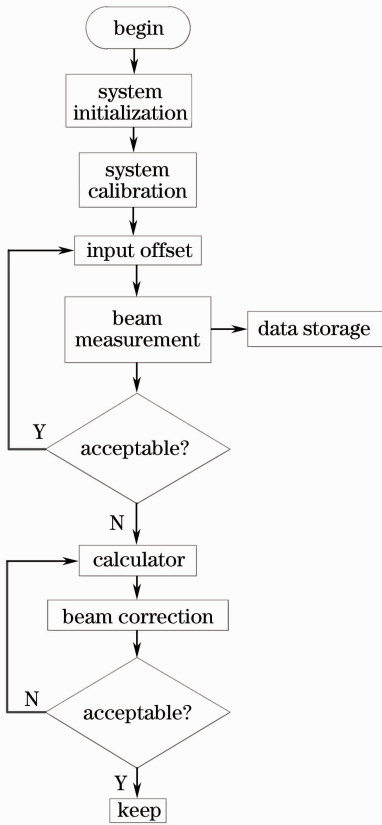 begin
system
initialization
system
calibration
input offset
beam
measurement
data storage
Y
acceptable?
N
calculator
beam correction
N
acceptable?
Y
keep